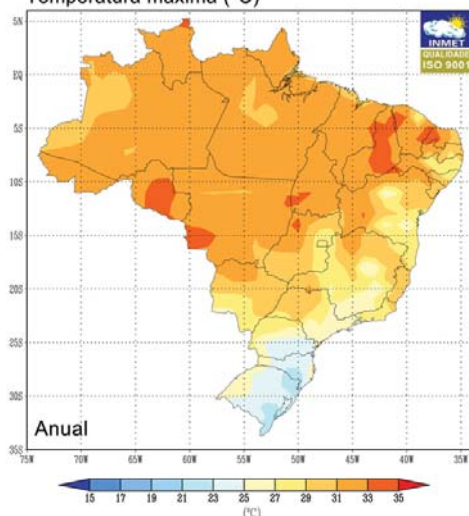 Temperatura máxima (°C)
INMET
QUALIDADE
ISO 9001
5N
EQ
5S
10S
15S
20S
25S
30S
35S
Anual
75W 70W 65W 60W 55W 50W 45W 40W 35W
15 17 19 21 23 25 27 29 31 33 35
(°C)